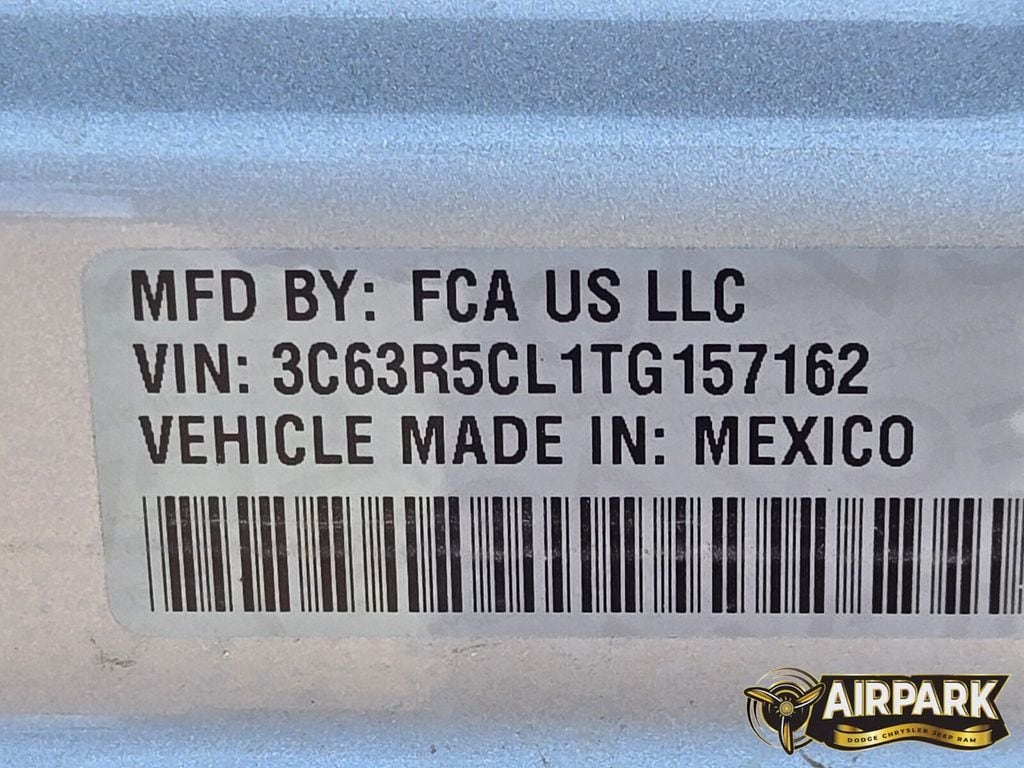 MFD BY: FCA US LLC
VIN: 3C63R5CL1TG157162
VEHICLE MADE IN: MEXICO
AIRPARK
DODGE CHRYSLER JEEP RAM